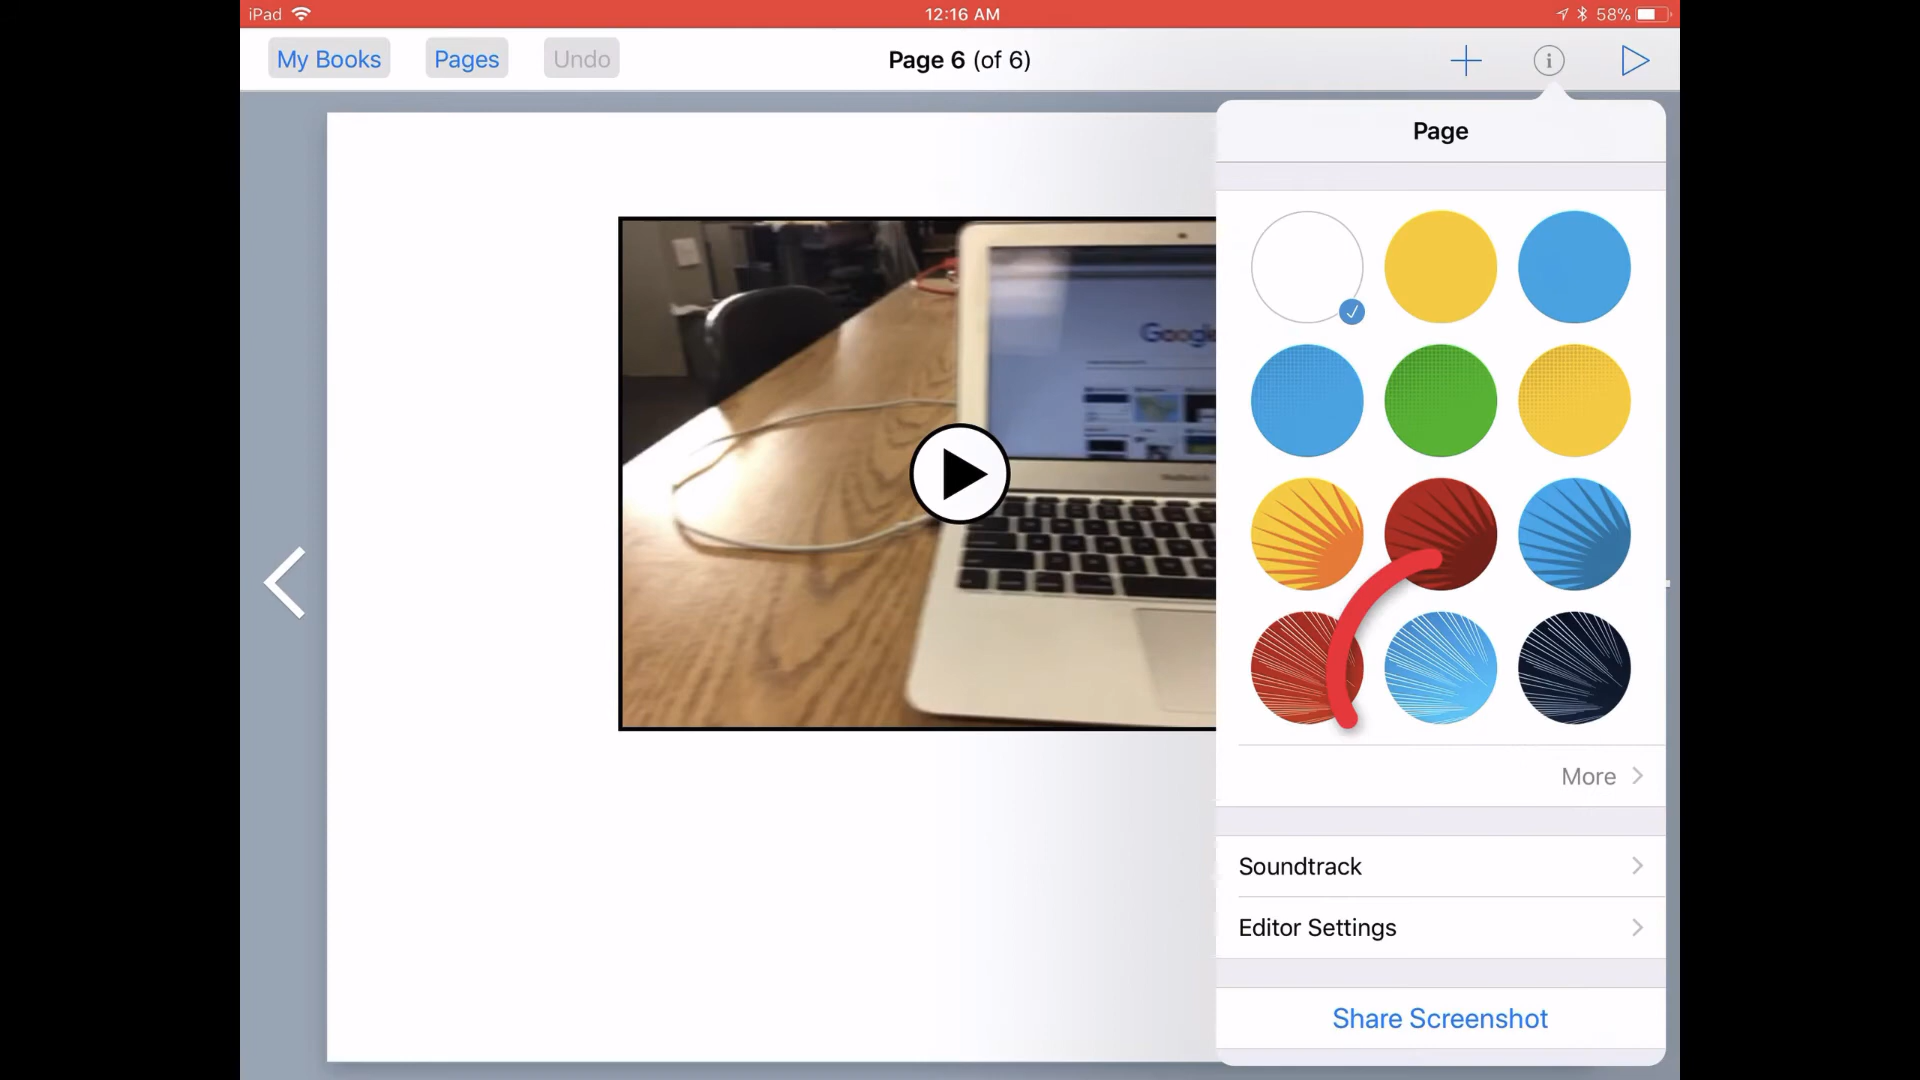 iPad 12:16 AM 58%
My Books Pages Undo Page 6 (of 6)
Page
Google
More
Soundtrack
Editor Settings
Share Screenshot